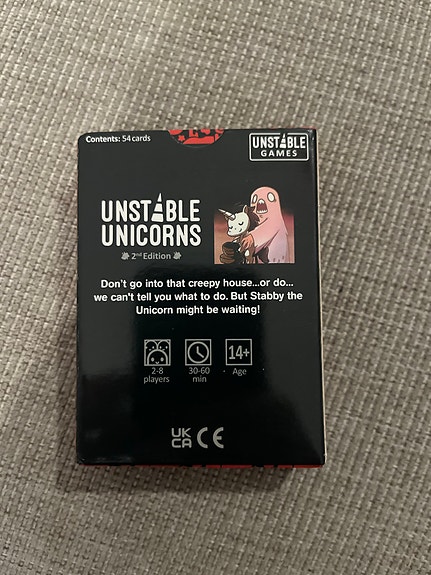 Contents: 54 cards
UNSTABLE
GAMES
UNSTABLE
UNICORNS
2nd Edition
Don't go into that creepy house...or do...
we can't tell you what to do. But Stabby the
Unicorn might be waiting!
2-8
players
30-60
min
14+
Age
UK
CA CE